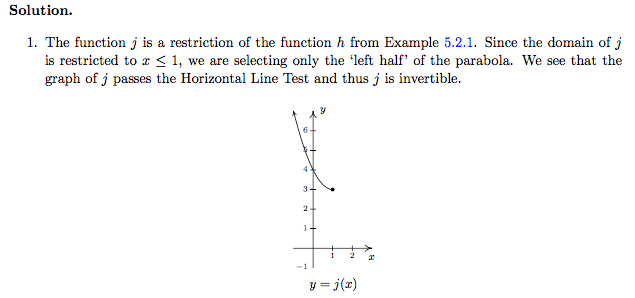 Solution.
1. The function j is a restriction of the function h from Example 5.2.1. Since the domain of j
is restricted to x ≤ 1, we are selecting only the ‘left half’ of the parabola. We see that the
graph of j passes the Horizontal Line Test and thus j is invertible.
y
6
5
4
3
2
1
1 2 x
−1
y = j(x)